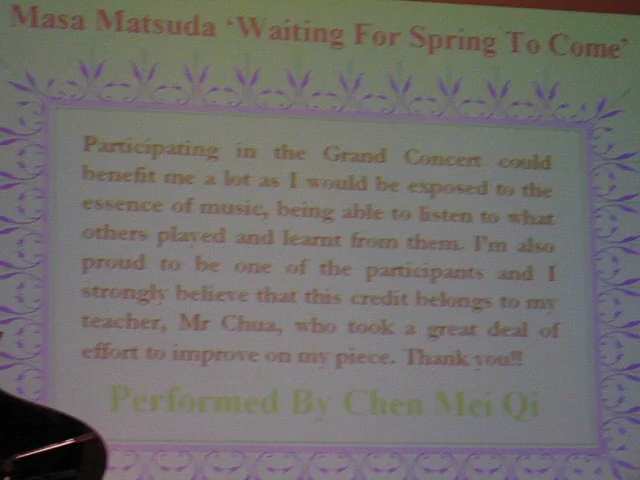 Masa Matsuda ‘Waiting For Spring To Come’
Participating in the Grand Concert could
benefit me a lot as I would be exposed to the
essence of music, being able to listen to what
others played and learnt from them. I'm also
proud to be one of the participants and I
strongly believe that this credit belongs to my
teacher, Mr Chua, who took a great deal of
effort to improve on my piece. Thank you!!
Performed By Chen Mei Qi